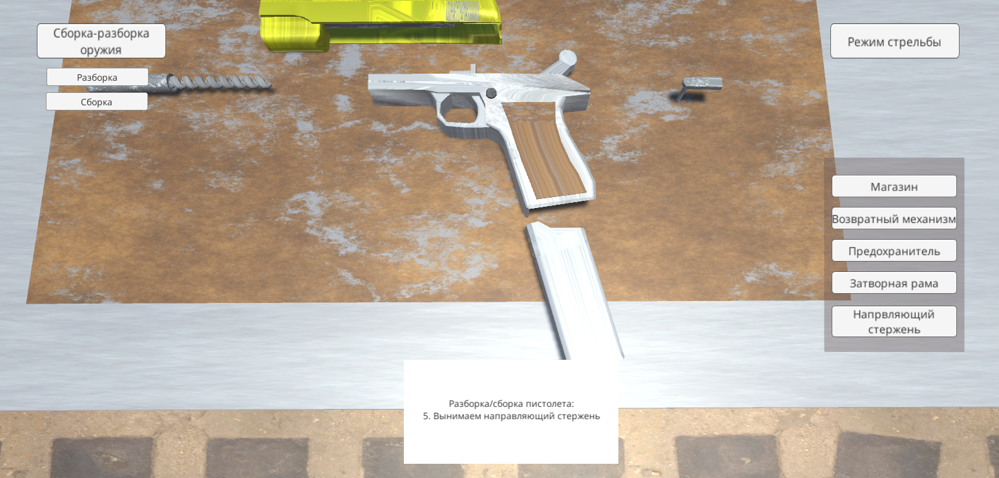 Сборка-разборка
оружия
Режим стрельбы
Разборка
Сборка
Магазин
Возвратный механизм
Предохранитель
Затворная рама
Напрвляющий
стержень
Разборка/сборка пистолета:
5. Вынимаем направляющий стержень